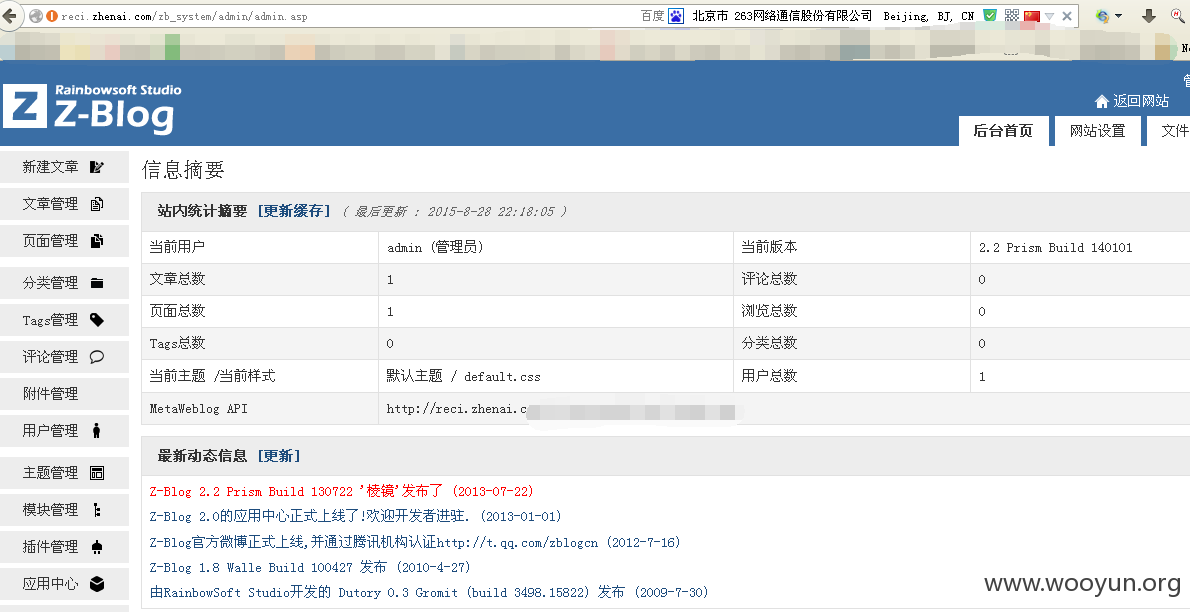 reci.zhenai.com/zb_system/admin/admin.asp 百度 北京市 263网络通信股份有限公司 Beijing, BJ, CN
Rainbowsoft Studio
Z Z-Blog
返回网站
后台首页 网站设置 文件
新建文章
文章管理
页面管理
分类管理
Tags管理
评论管理
附件管理
用户管理
主题管理
模块管理
插件管理
应用中心
信息摘要
站内统计摘要 [更新缓存] ( 最后更新 : 2015-8-28 22:18:05 )
当前用户 admin (管理员) 当前版本 2.2 Prism Build 140101
文章总数 1 评论总数 0
页面总数 1 浏览总数 0
Tags总数 0 分类总数 0
当前主题 /当前样式 默认主题 / default.css 用户总数 1
MetaWeblog API http://reci.zhenai.c
最新动态信息 [更新]
Z-Blog 2.2 Prism Build 130722 '棱镜'发布了 (2013-07-22)
Z-Blog 2.0的应用中心正式上线了!欢迎开发者进驻. (2013-01-01)
Z-Blog官方微博正式上线,并通过腾讯机构认证http://t.qq.com/zblogcn (2012-7-16)
Z-Blog 1.8 Walle Build 100427 发布 (2010-4-27)
由RainbowSoft Studio开发的 Dutory 0.3 Gromit (build 3498.15822) 发布 (2009-7-30)
www.wooyun.org